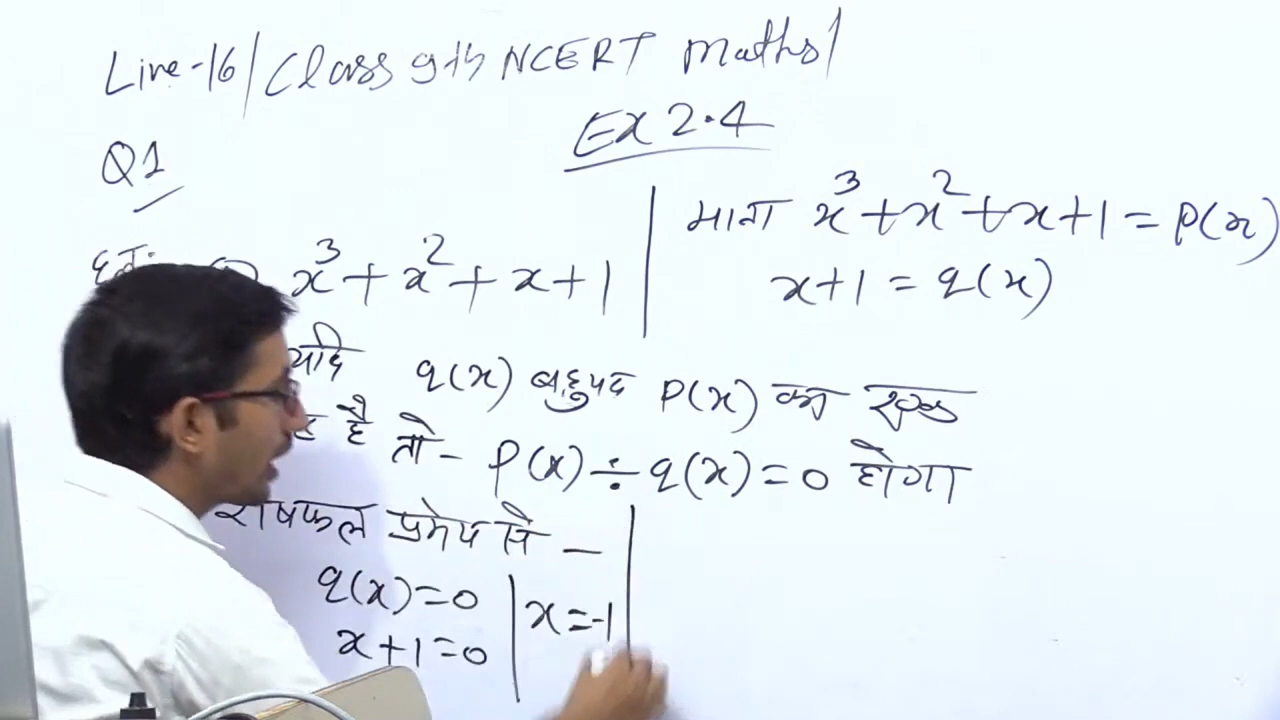 Live-16/Class 9th NCERT Maths/
Ex 2.4
Q1
x³+x²+x+1
माना x³+x²+x+1=P(x)
x+1=q(x)
यदि q(x) बहुपद P(x) का एक
है तो- P(x)÷q(x)=0 होगा
शेषफल प्रमेय से —
q(x)=0
x+1=0
x=-1